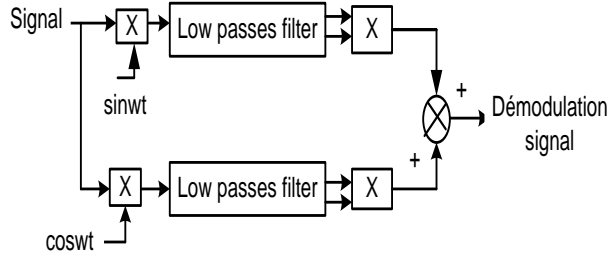 Signal
X
Low passes filter
X
sinwt
+
Démodulation
signal
+
X
Low passes filter
X
coswt